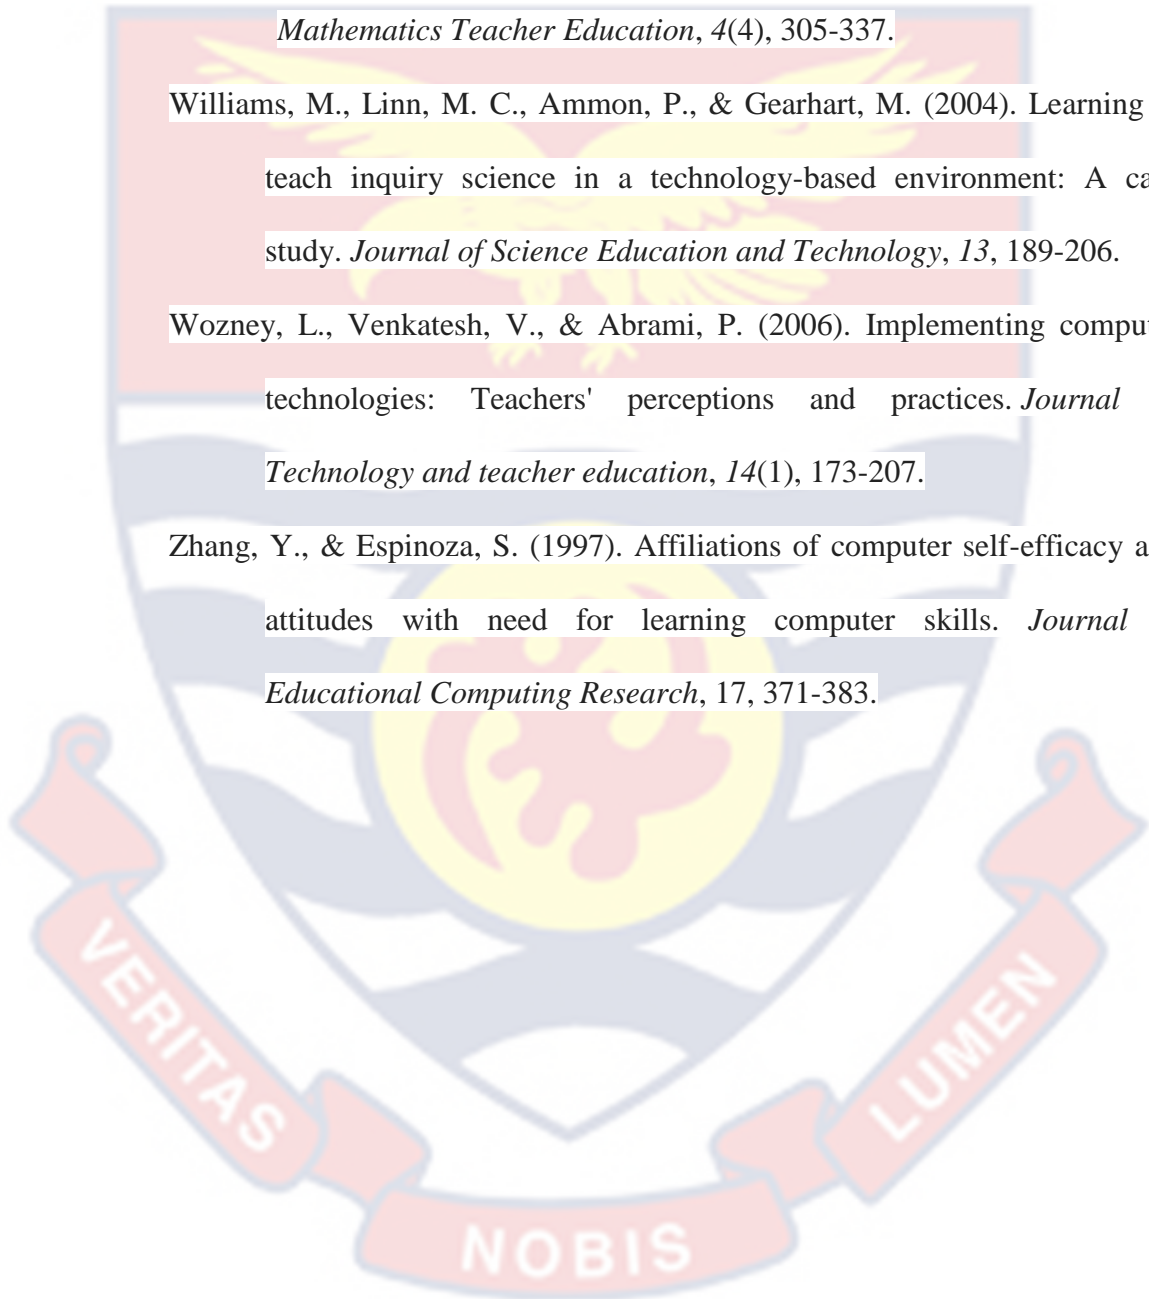 Mathematics Teacher Education, 4(4), 305-337.
Williams, M., Linn, M. C., Ammon, P., & Gearhart, M. (2004). Learning
teach inquiry science in a technology-based environment: A ca
study. Journal of Science Education and Technology, 13, 189-206.
Wozney, L., Venkatesh, V., & Abrami, P. (2006). Implementing comput
technologies: Teachers' perceptions and practices. Journal
Technology and teacher education, 14(1), 173-207.
Zhang, Y., & Espinoza, S. (1997). Affiliations of computer self-efficacy a
attitudes with need for learning computer skills. Journal
Educational Computing Research, 17, 371-383.
VERITAS
NOBIS
LUMEN